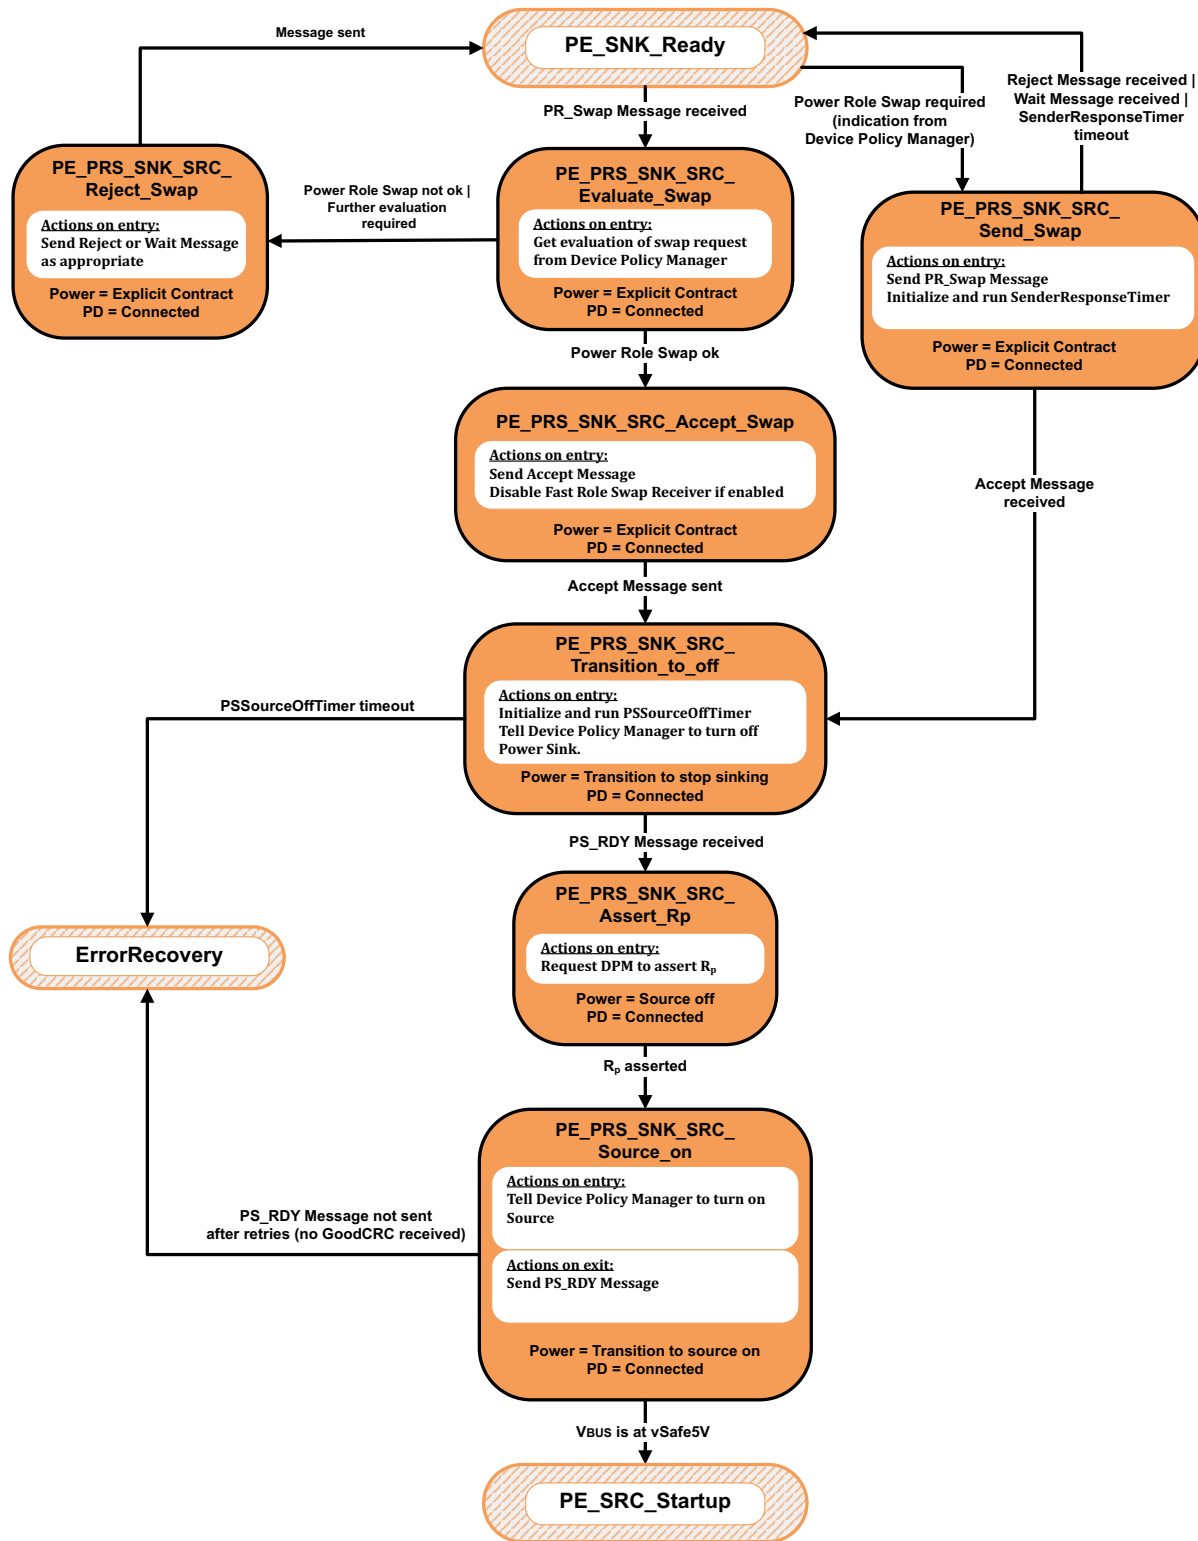 Message sent
PE_SNK_Ready
Reject Message received |
Wait Message received |
SenderResponseTimer
timeout
Power Role Swap required
(indication from
Device Policy Manager)
PR_Swap Message received
PE_PRS_SNK_SRC_
Reject_Swap
Actions on entry:
Send Reject or Wait Message
as appropriate
Power = Explicit Contract
PD = Connected
Power Role Swap not ok |
Further evaluation
required
PE_PRS_SNK_SRC_
Evaluate_Swap
Actions on entry:
Get evaluation of swap request
from Device Policy Manager
Power = Explicit Contract
PD = Connected
PE_PRS_SNK_SRC_
Send_Swap
Actions on entry:
Send PR_Swap Message
Initialize and run SenderResponseTimer
Power = Explicit Contract
PD = Connected
Power Role Swap ok
PE_PRS_SNK_SRC_Accept_Swap
Actions on entry:
Send Accept Message
Disable Fast Role Swap Receiver if enabled
Power = Explicit Contract
PD = Connected
Accept Message
received
Accept Message sent
PE_PRS_SNK_SRC_
Transition_to_off
Actions on entry:
Initialize and run PSSourceOffTimer
Tell Device Policy Manager to turn off
Power Sink.
Power = Transition to stop sinking
PD = Connected
PSSourceOffTimer timeout
PS_RDY Message received
PE_PRS_SNK_SRC_
Assert_Rp
Actions on entry:
Request DPM to assert Rp
Power = Source off
PD = Connected
ErrorRecovery
Rp asserted
PE_PRS_SNK_SRC_
Source_on
Actions on entry:
Tell Device Policy Manager to turn on
Source
Actions on exit:
Send PS_RDY Message
Power = Transition to source on
PD = Connected
PS_RDY Message not sent
after retries (no GoodCRC received)
VBUS is at vSafe5V
PE_SRC_Startup